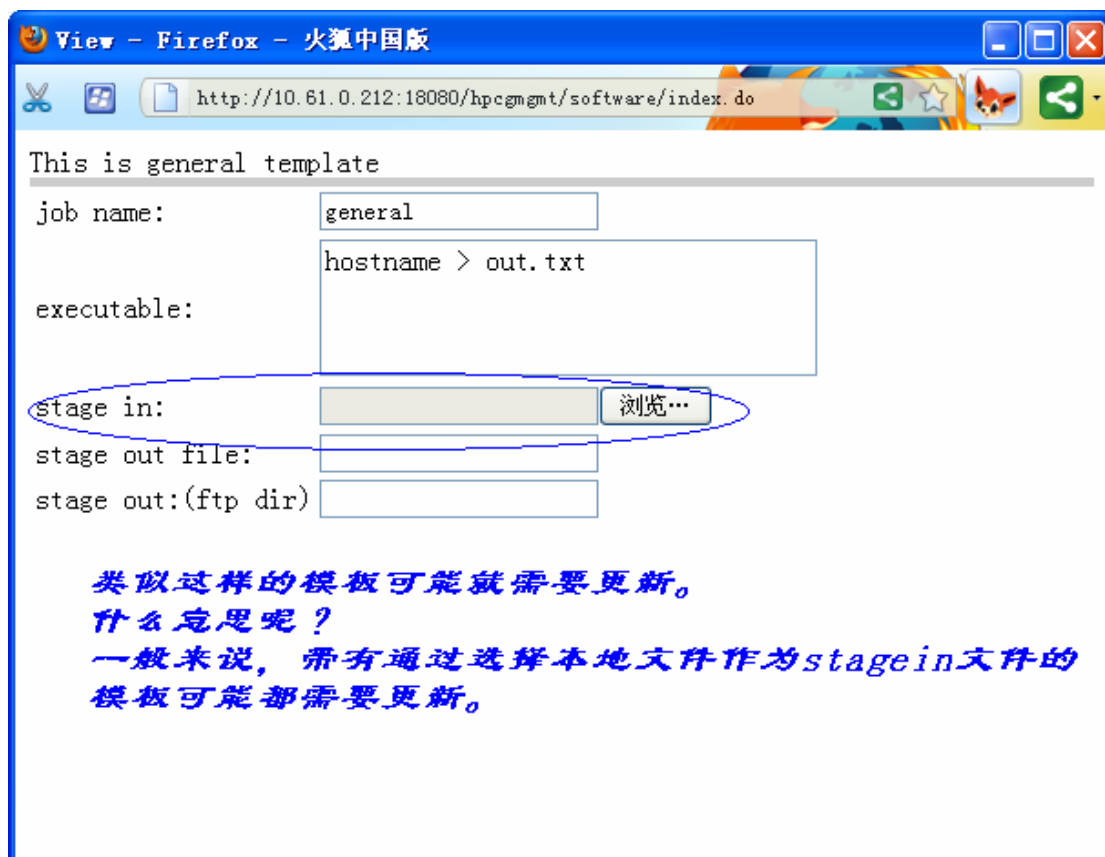 View - Firefox - 火狐中国版
http://10.61.0.212:18080/hpcgmgmt/software/index.do
This is general template
job name:
general
hostname > out.txt
executable:
stage in:
浏览…
stage out file:
stage out:(ftp dir)
类似这样的模板可能就需要更新。
什么意思呢？
一般来说，带有通过选择本地文件作为stagein文件的
模板可能都需要更新。